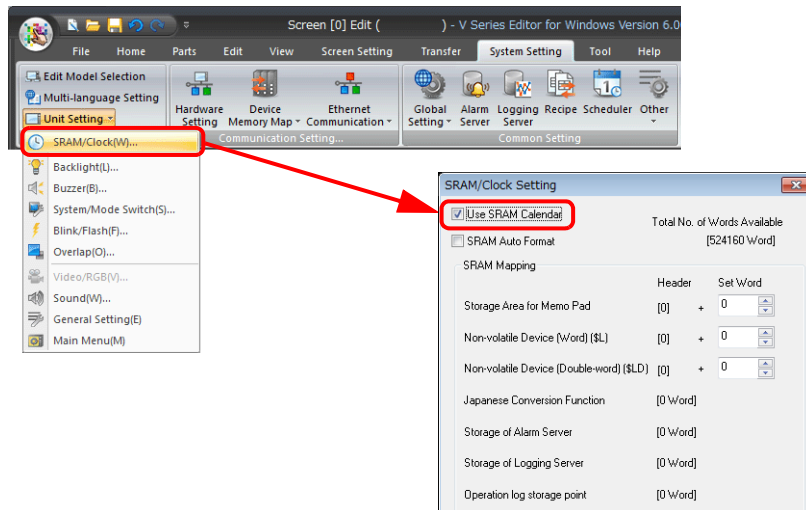 Screen [0] Edit ( ) - V Series Editor for Windows Version 6.0
File Home Parts Edit View Screen Setting Transfer System Setting Tool Help
Edit Model Selection
Multi-language Setting
Unit Setting
Hardware Setting
Device Memory Map
Ethernet Communication
Communication Setting...
Global Setting
Alarm Server
Logging Server
Recipe
Scheduler
Other
Common Setting
SRAM/Clock(W)...
Backlight(L)...
Buzzer(B)...
System/Mode Switch(S)...
Blink/Flash(F)...
Overlap(O)...
Video/RGB(V)...
Sound(W)...
General Setting(E)
Main Menu(M)
SRAM/Clock Setting
Use SRAM Calendar
Total No. of Words Available
SRAM Auto Format
[524160 Word]
SRAM Mapping
Header Set Word
Storage Area for Memo Pad [0] + 0
Non-volatile Device (Word) ($L) [0] + 0
Non-volatile Device (Double-word) ($LD) [0] + 0
Japanese Conversion Function [0 Word]
Storage of Alarm Server [0 Word]
Storage of Logging Server [0 Word]
Operation log storage point [0 Word]